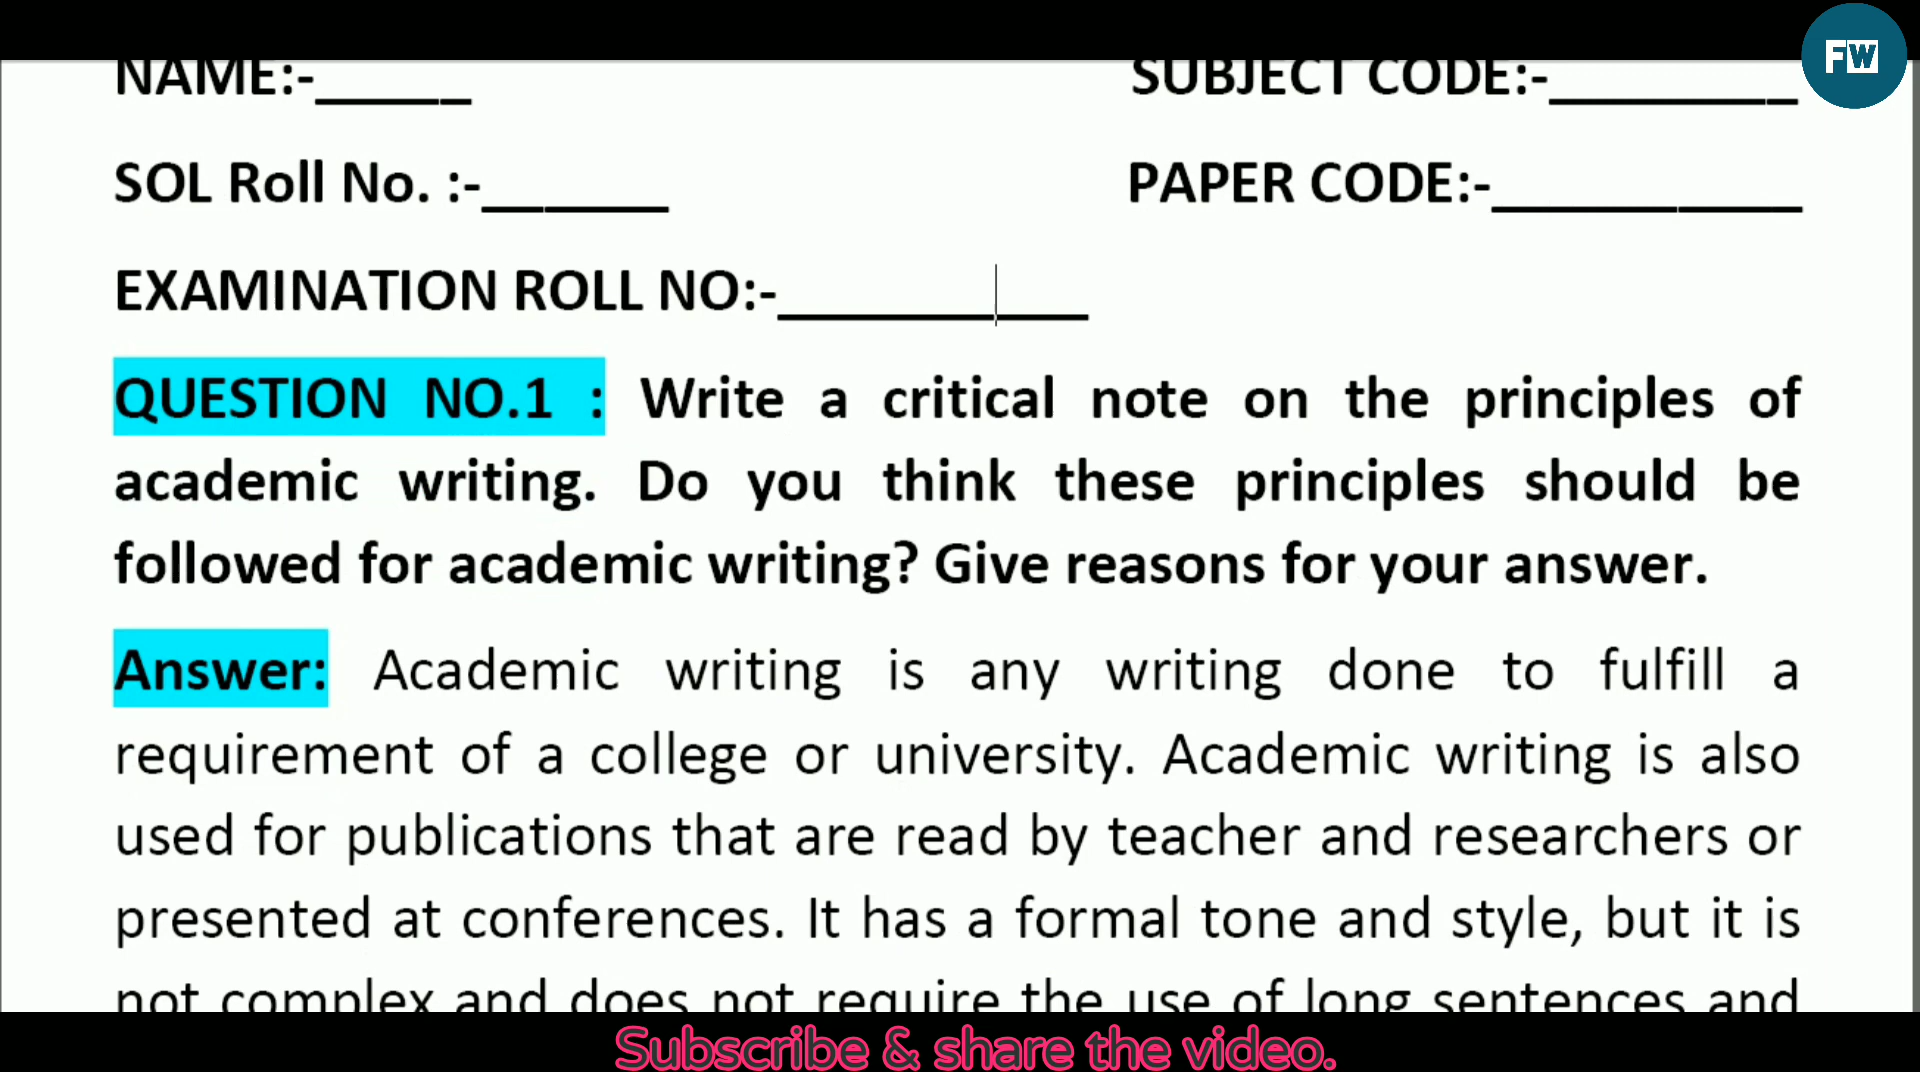 FW
NAME:-_____ SUBJECT CODE:-________
SOL Roll No. :-______ PAPER CODE:-__________
EXAMINATION ROLL NO:-__________
QUESTION NO.1 : Write a critical note on the principles of
academic writing. Do you think these principles should be
followed for academic writing? Give reasons for your answer.
Answer: Academic writing is any writing done to fulfill a
requirement of a college or university. Academic writing is also
used for publications that are read by teacher and researchers or
presented at conferences. It has a formal tone and style, but it is
not complex and does not require the use of long sentences and
Subscribe & share the video.